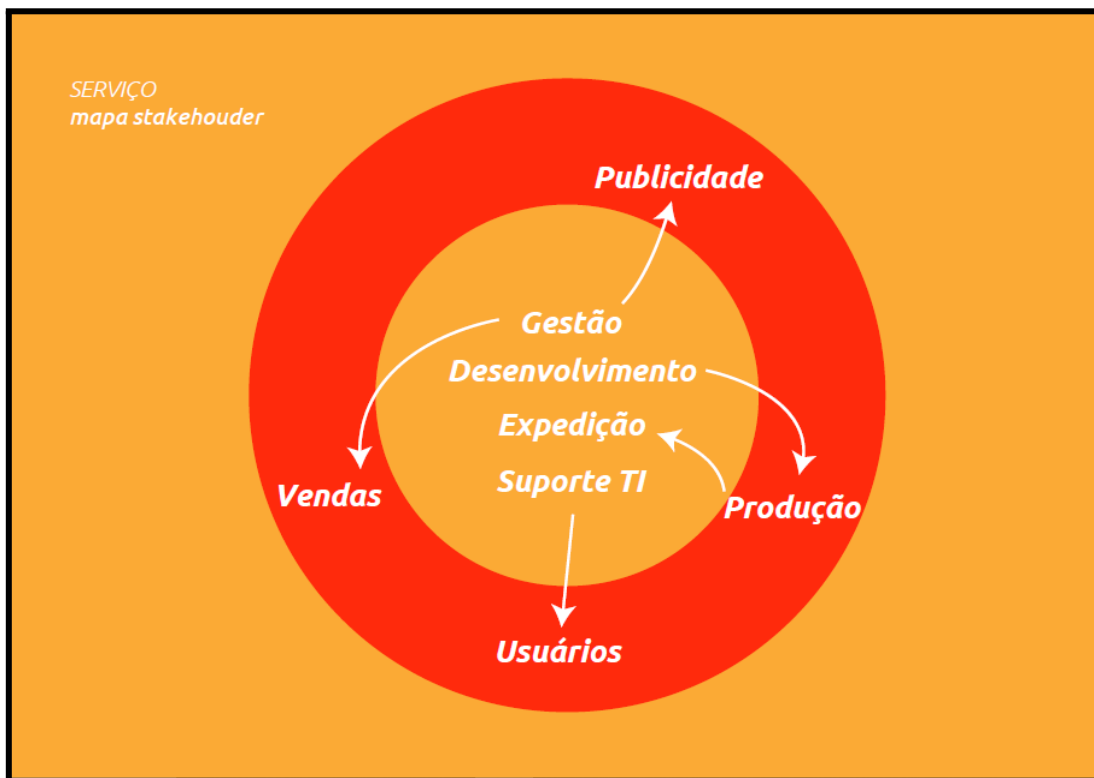 SERVIÇO
mapa stakehouder
Publicidade
Gestão
Desenvolvimento
Expedição
Suporte TI
Vendas
Produção
Usuários